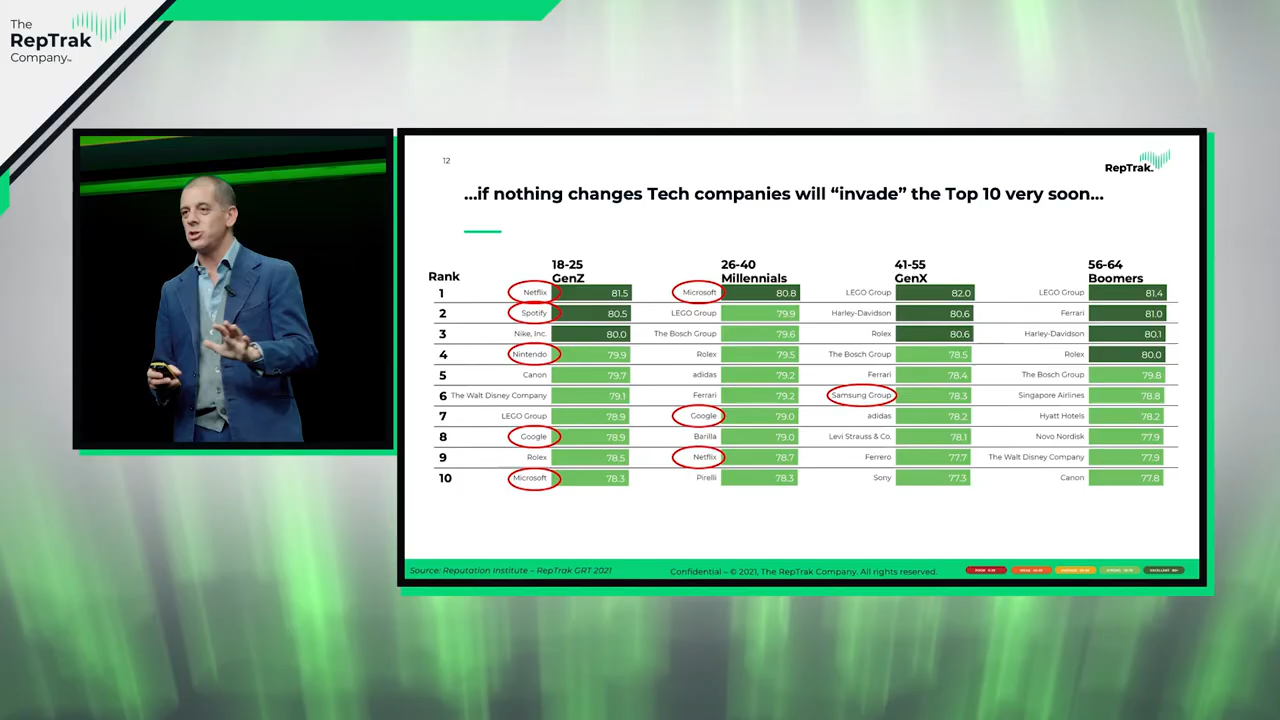 The
RepTrak
Company™
12
RepTrak
...if nothing changes Tech companies will “invade” the Top 10 very soon...
Rank 18-25 GenZ 26-40 Millennials 41-55 GenX 56-64 Boomers
1 Netflix 81.5 Microsoft 80.8 LEGO Group 82.0 LEGO Group 81.4
2 Spotify 80.5 LEGO Group 79.9 Harley-Davidson 80.6 Ferrari 81.0
3 Nike, Inc. 80.0 The Bosch Group 79.6 Rolex 80.6 Harley-Davidson 80.1
4 Nintendo 79.9 Rolex 79.5 The Bosch Group 78.5 Rolex 80.0
5 Canon 79.7 adidas 79.2 Ferrari 78.4 The Bosch Group 79.8
6 The Walt Disney Company 79.1 Ferrari 79.2 Samsung Group 78.3 Singapore Airlines 78.8
7 LEGO Group 78.9 Google 79.0 adidas 78.2 Hyatt Hotels 78.2
8 Google 78.9 Barilla 79.0 Levi Strauss & Co. 78.1 Novo Nordisk 77.9
9 Rolex 78.5 Netflix 78.7 Ferrero 77.7 The Walt Disney Company 77.9
10 Microsoft 78.3 Pirelli 78.3 Sony 77.3 Canon 77.8
Source: Reputation Institute – RepTrak GRT 2021
Confidential – © 2021, The RepTrak Company. All rights reserved.